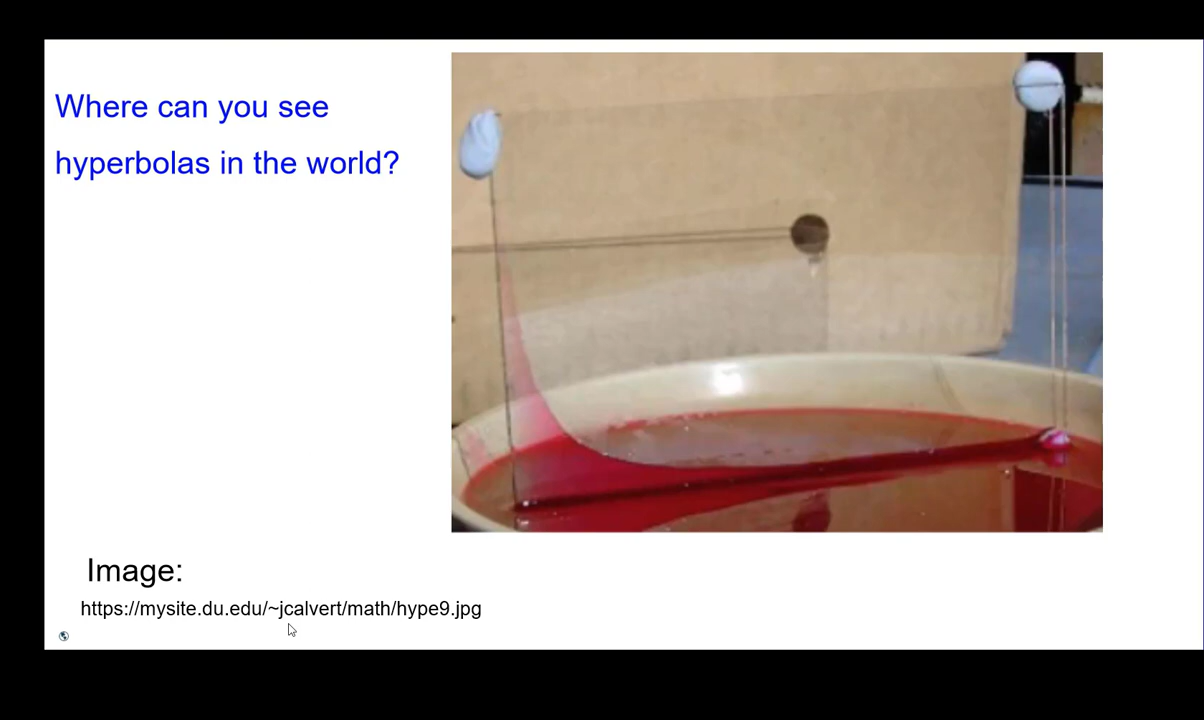 Where can you see
hyperbolas in the world?
Image:
https://mysite.du.edu/~jcalvert/math/hype9.jpg